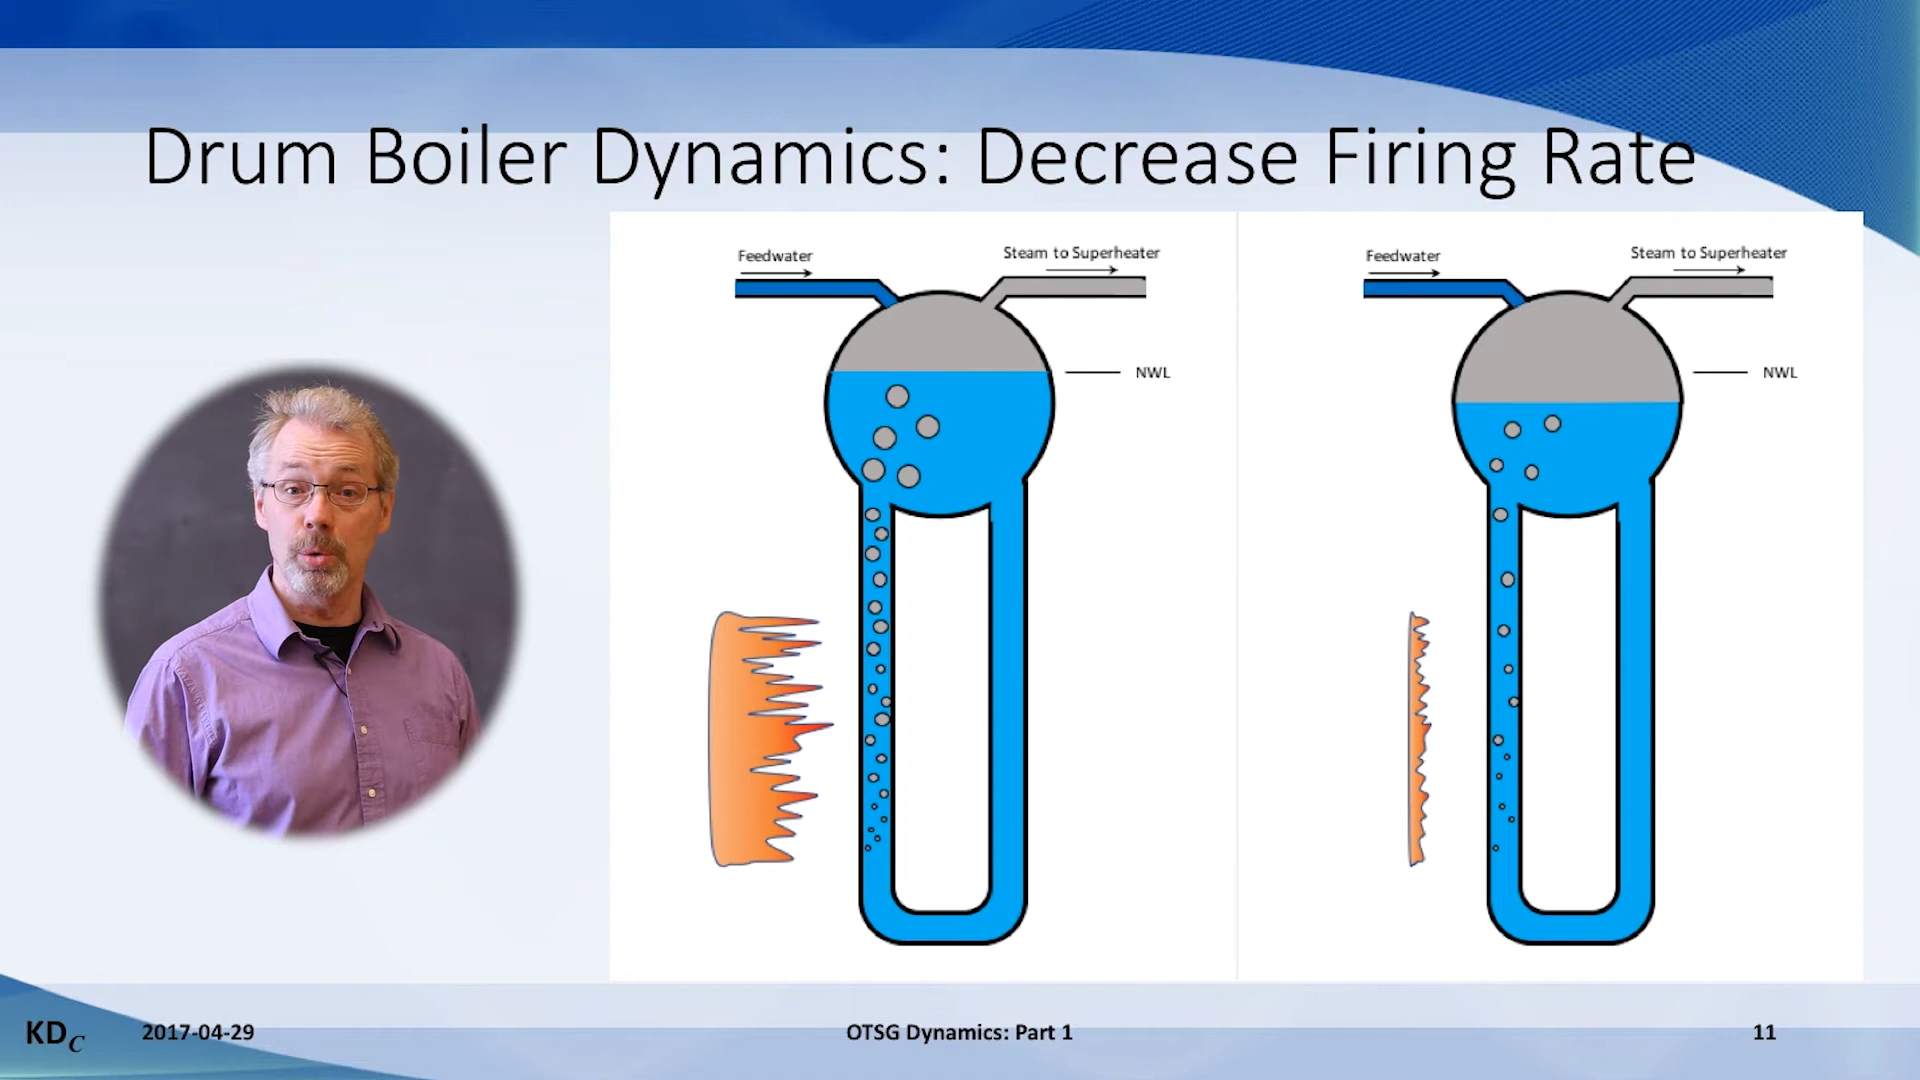 Drum Boiler Dynamics: Decrease Firing Rate
Feedwater
Steam to Superheater
NWL
Feedwater
Steam to Superheater
NWL
KDC
2017-04-29
OTSG Dynamics: Part 1
11